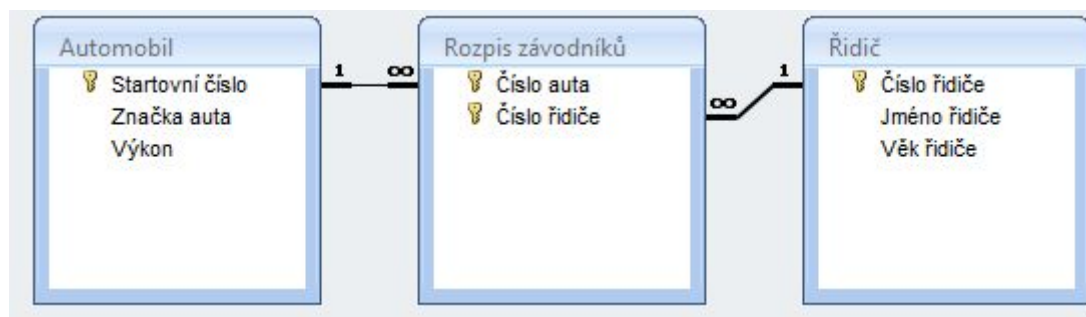 Automobil
Startovní číslo
Značka auta
Výkon
1 ∞
Rozpis závodníků
Číslo auta
Číslo řidiče
∞ 1
Řidič
Číslo řidiče
Jméno řidiče
Věk řidiče